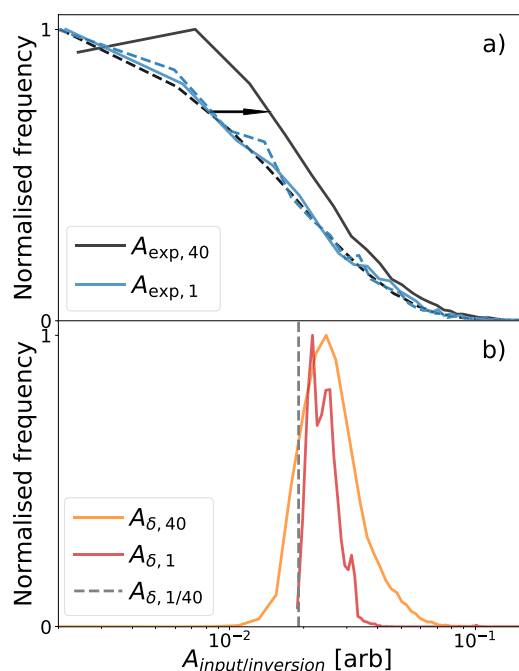 1
a)
Normalised frequency
A_exp, 40
A_exp, 1
0
1
b)
Normalised frequency
A_δ, 40
A_δ, 1
A_δ, 1/40
0
10^−2
10^−1
A_input/inversion [arb]